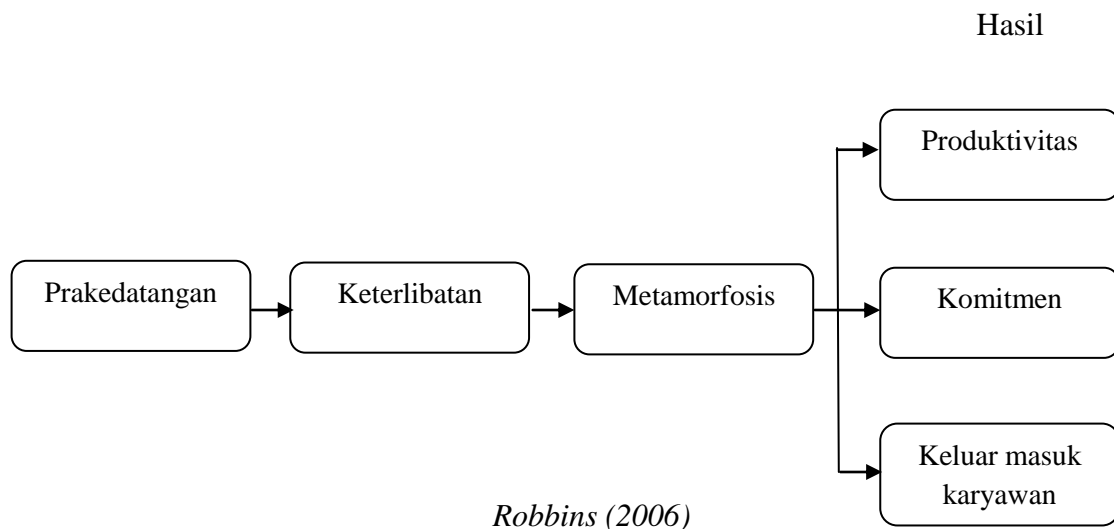 Hasil
Produktivitas
Prakedatangan
Keterlibatan
Metamorfosis
Komitmen
Keluar masuk
karyawan
Robbins (2006)